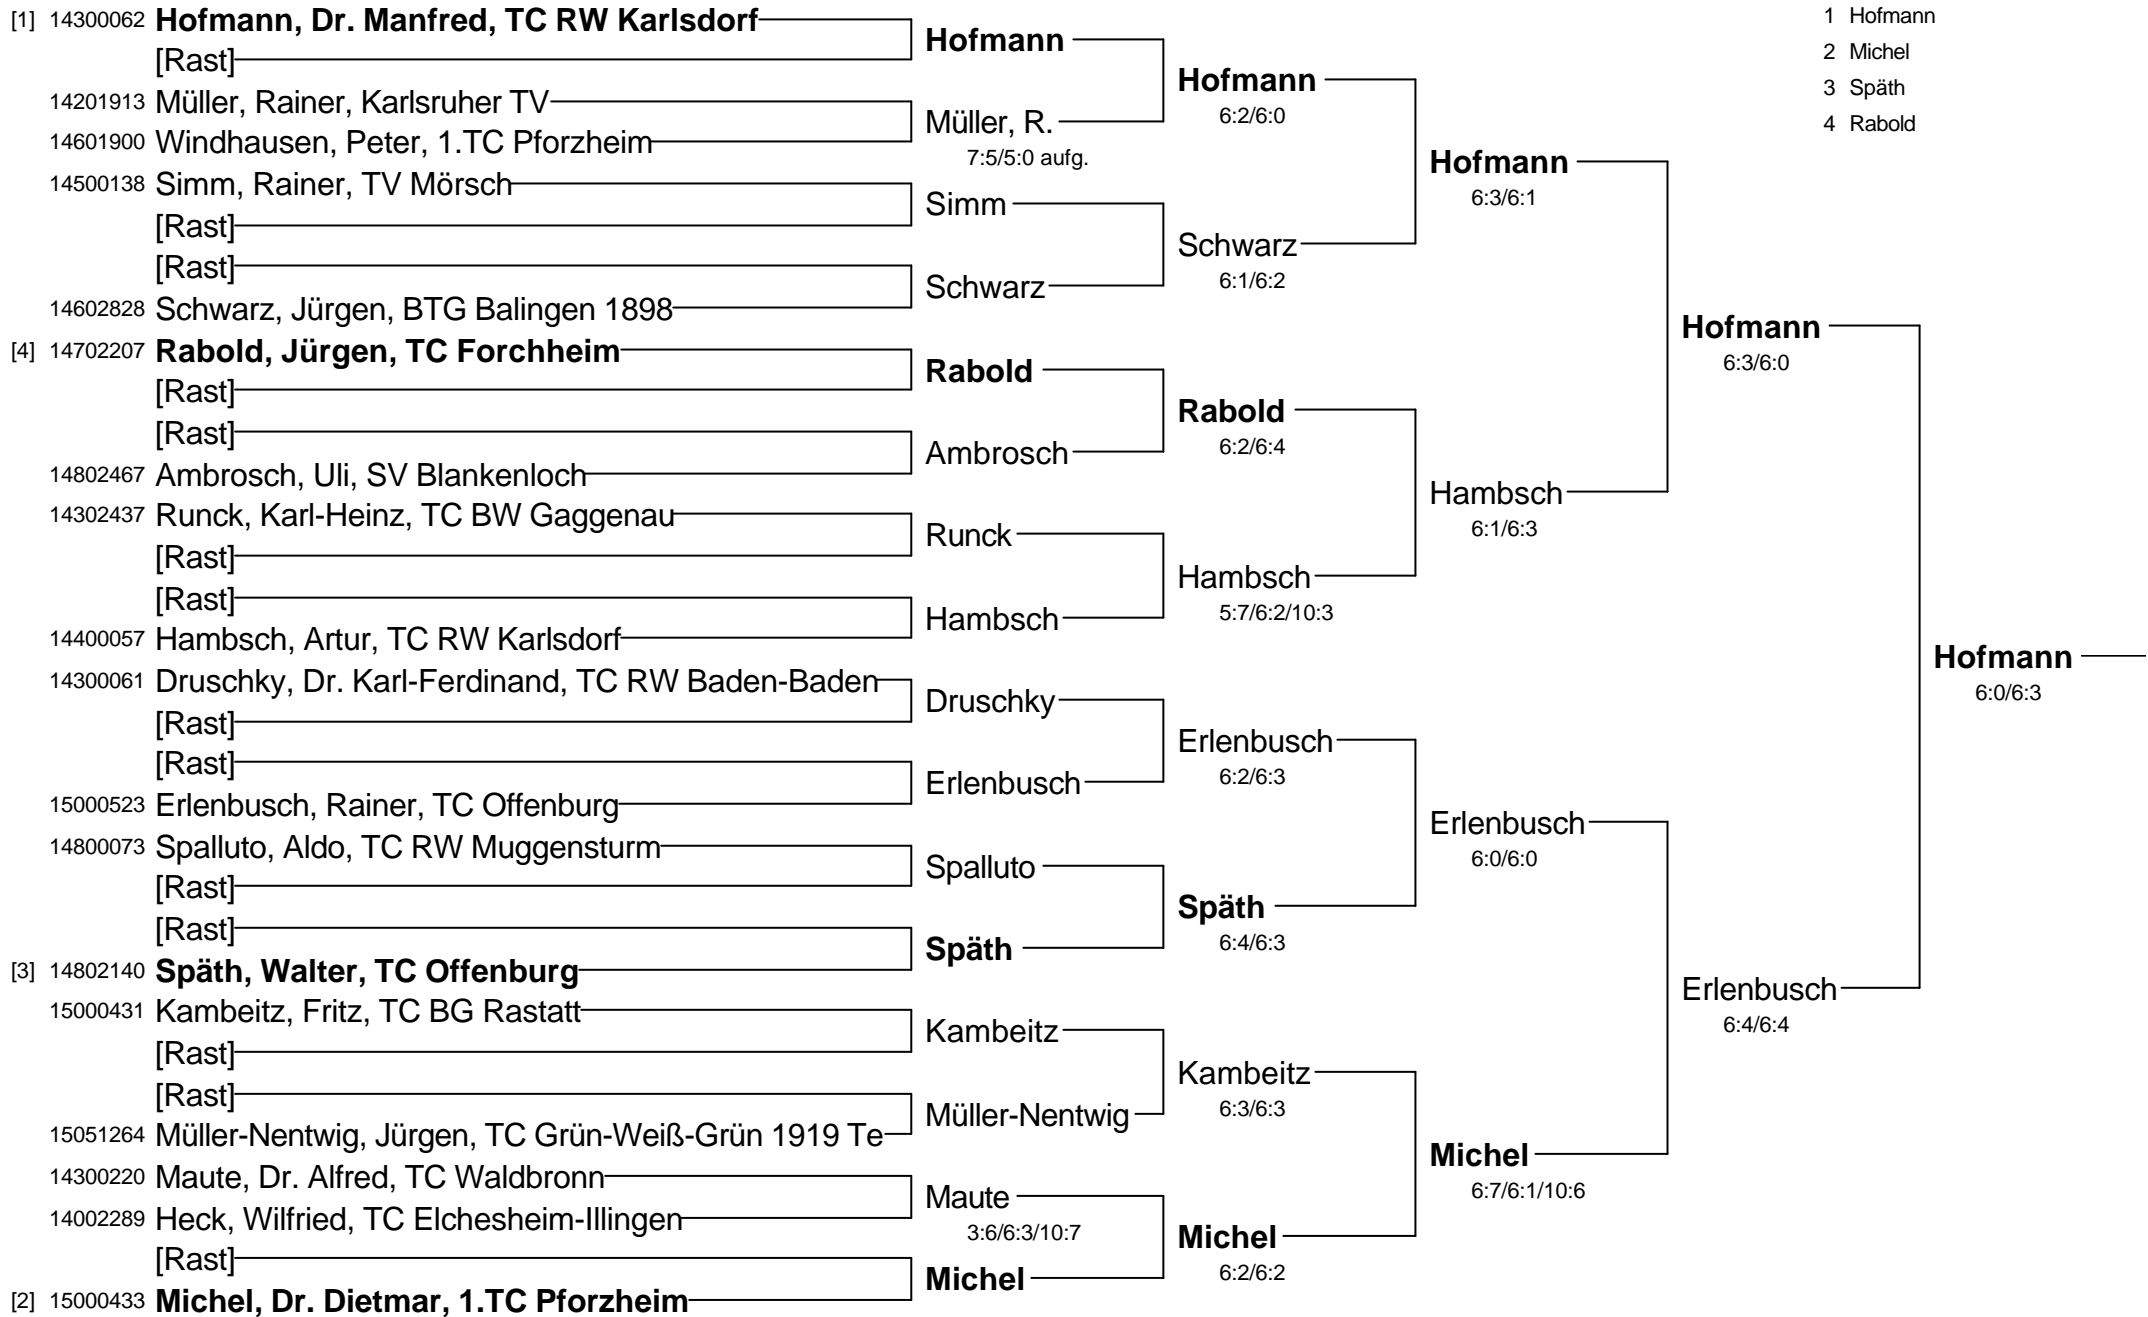 [1] 14300062 Hofmann, Dr. Manfred, TC RW Karlsdorf
[Rast]
14201913 Müller, Rainer, Karlsruher TV
14601900 Windhausen, Peter, 1.TC Pforzheim
14500138 Simm, Rainer, TV Mörsch
[Rast]
[Rast]
14602828 Schwarz, Jürgen, BTG Balingen 1898
[4] 14702207 Rabold, Jürgen, TC Forchheim
[Rast]
[Rast]
14802467 Ambrosch, Uli, SV Blankenloch
14302437 Runck, Karl-Heinz, TC BW Gaggenau
[Rast]
[Rast]
14400057 Hambsch, Artur, TC RW Karlsdorf
14300061 Druschky, Dr. Karl-Ferdinand, TC RW Baden-Baden
[Rast]
[Rast]
15000523 Erlenbusch, Rainer, TC Offenburg
14800073 Spalluto, Aldo, TC RW Muggensturm
[Rast]
[Rast]
[3] 14802140 Späth, Walter, TC Offenburg
15000431 Kambeitz, Fritz, TC BG Rastatt
[Rast]
[Rast]
15051264 Müller-Nentwig, Jürgen, TC Grün-Weiß-Grün 1919 Te
14300220 Maute, Dr. Alfred, TC Waldbronn
14002289 Heck, Wilfried, TC Elchesheim-Illingen
[Rast]
[2] 15000433 Michel, Dr. Dietmar, 1.TC Pforzheim
Hofmann
Müller, R.
7:5/5:0 aufg.
Simm
Schwarz
Rabold
Ambrosch
Runck
Hambsch
Druschky
Erlenbusch
Spalluto
Späth
Kambeitz
Müller-Nentwig
Maute
3:6/6:3/10:7
Michel
Hofmann
6:2/6:0
Schwarz
6:1/6:2
Rabold
6:2/6:4
Hambsch
5:7/6:2/10:3
Erlenbusch
6:2/6:3
Späth
6:4/6:3
Kambeitz
6:3/6:3
Michel
6:2/6:2
Hofmann
6:3/6:1
Hambsch
6:1/6:3
Erlenbusch
6:0/6:0
Michel
6:7/6:1/10:6
Hofmann
6:3/6:0
Erlenbusch
6:4/6:4
Hofmann
6:0/6:3
1 Hofmann
2 Michel
3 Späth
4 Rabold